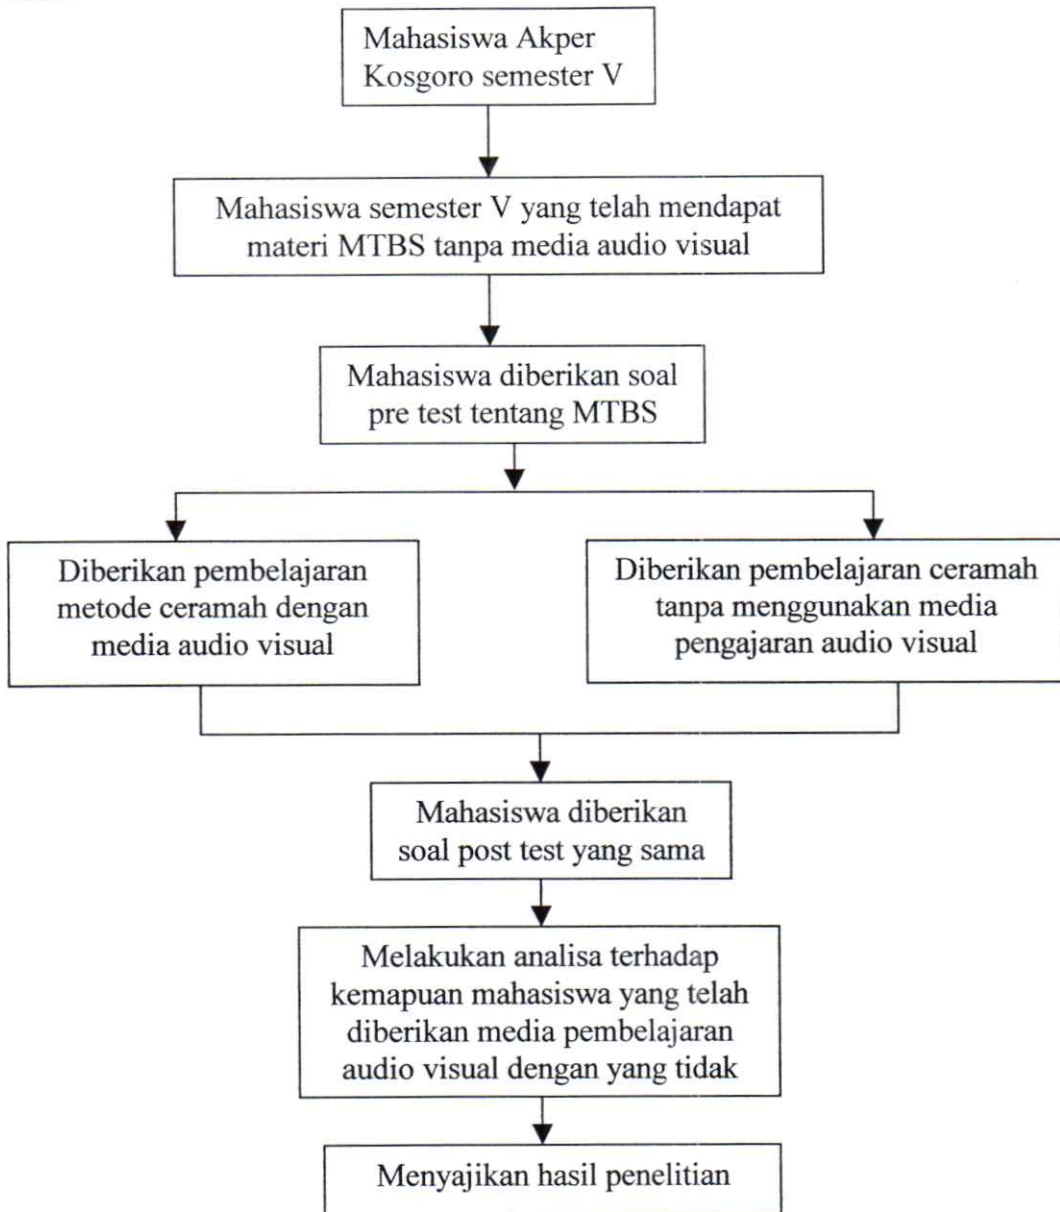 Mahasiswa Akper
Kosgoro semester V
Mahasiswa semester V yang telah mendapat
materi MTBS tanpa media audio visual
Mahasiswa diberikan soal
pre test tentang MTBS
Diberikan pembelajaran
metode ceramah dengan
media audio visual
Diberikan pembelajaran ceramah
tanpa menggunakan media
pengajaran audio visual
Mahasiswa diberikan
soal post test yang sama
Melakukan analisa terhadap
kemapuan mahasiswa yang telah
diberikan media pembelajaran
audio visual dengan yang tidak
Menyajikan hasil penelitian